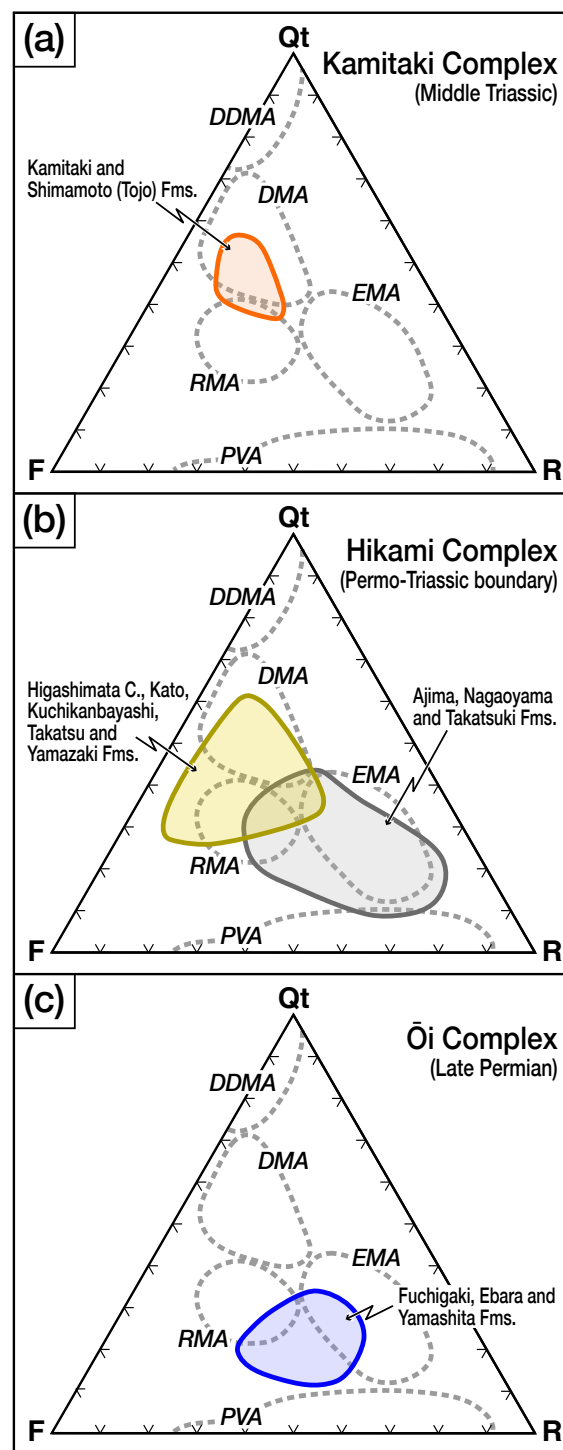 (a)
Qt
Kamitaki Complex
(Middle Triassic)
DDMA
Kamitaki and
Shimamoto (Tojo) Fms.
DMA
EMA
RMA
PVA
F
R
(b)
Qt
Hikami Complex
(Permo-Triassic boundary)
DDMA
DMA
Higashimata C., Kato,
Kuchikanbayashi,
Takatsu and
Yamazaki Fms.
Ajima, Nagaoyama
and Takatsuki Fms.
EMA
RMA
PVA
F
R
(c)
Qt
Ōi Complex
(Late Permian)
DDMA
DMA
EMA
Fuchigaki, Ebara and
Yamashita Fms.
RMA
PVA
F
R